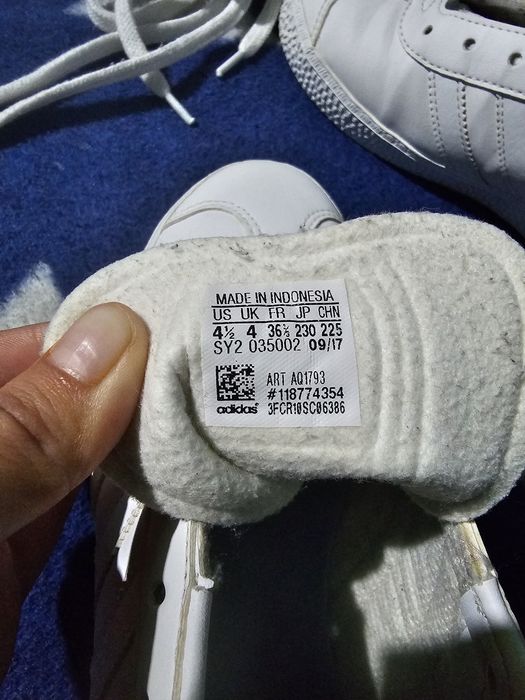 MADE IN INDONESIA
US UK FR JP CHN
4½ 4 36⅔ 230 225
SY2 035002 09/17
ART AQ1793
#118774354
adidas® 3FCR10SC06386